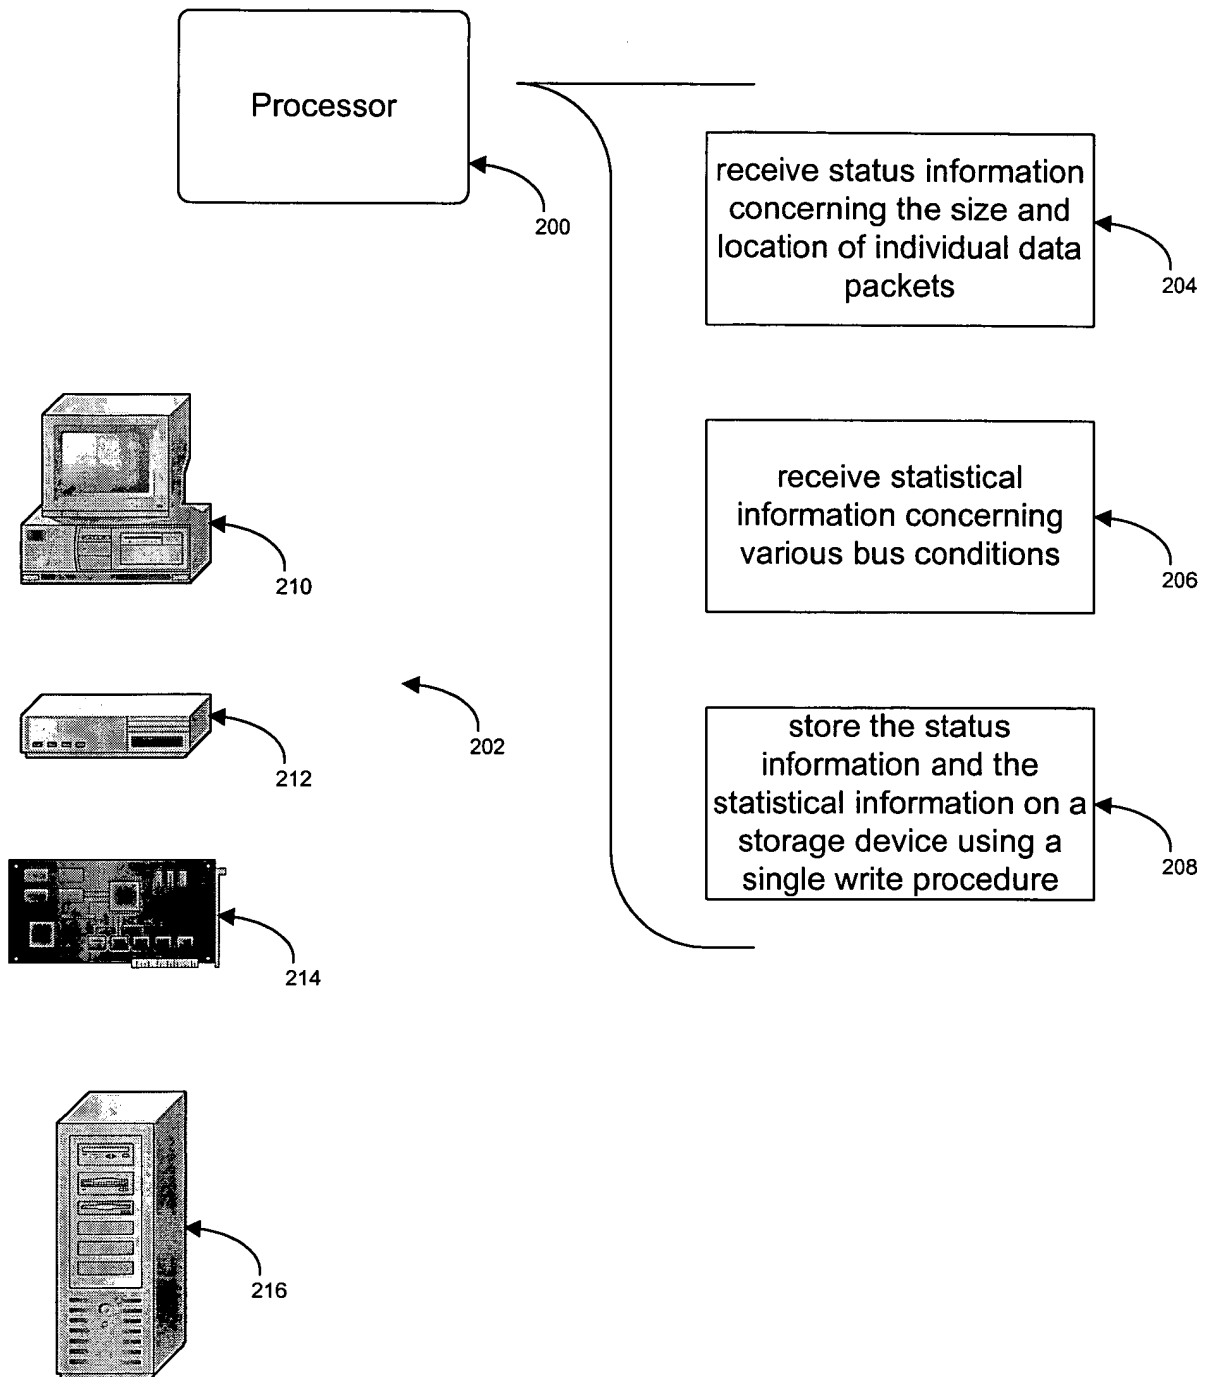 Processor
200
receive status information
concerning the size and
location of individual data
packets
204
receive statistical
information concerning
various bus conditions
206
210
202
212
store the status
information and the
statistical information on a
storage device using a
single write procedure
208
214
216